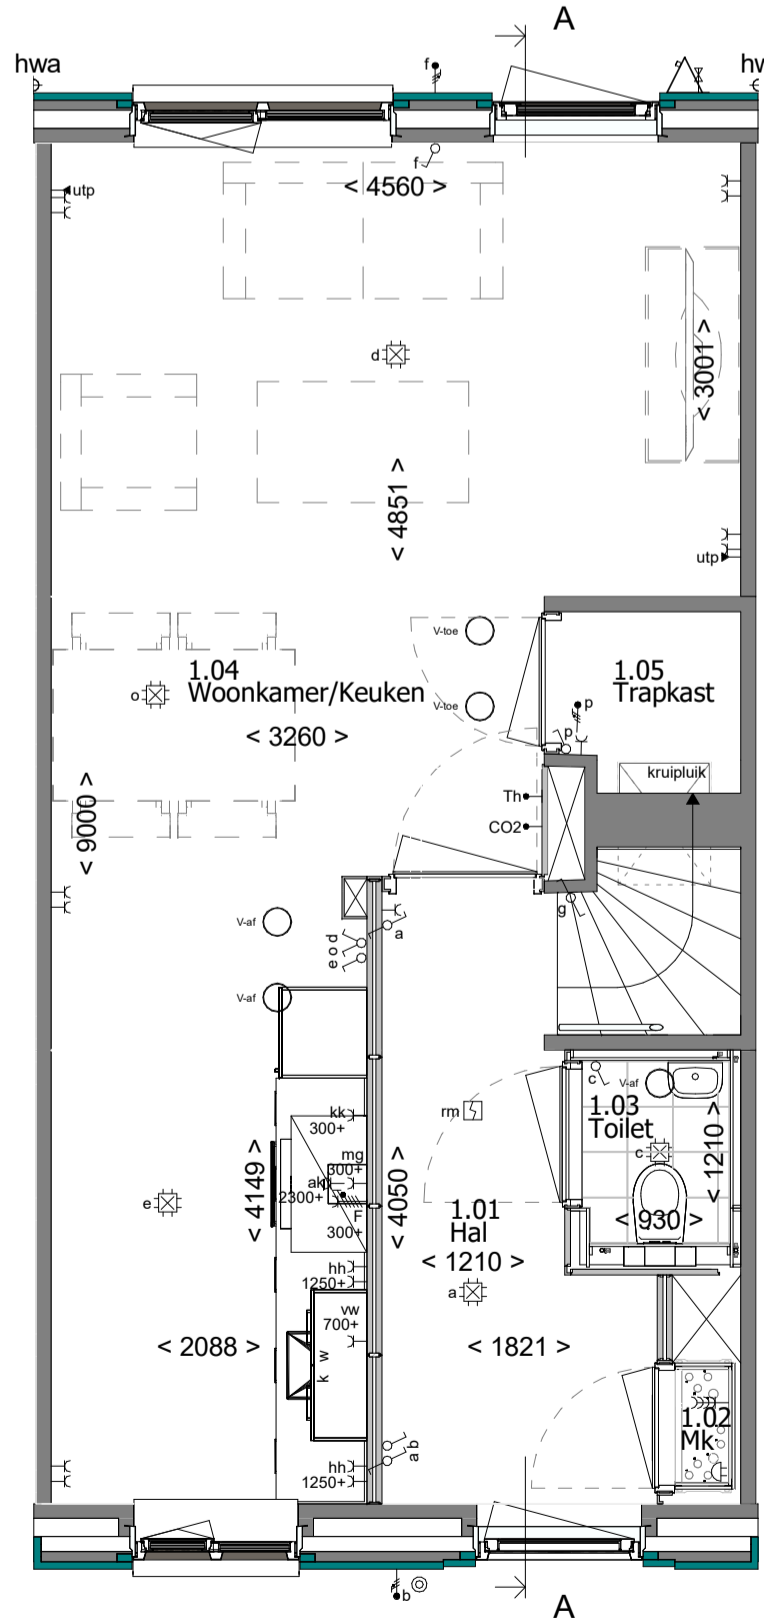 A
hwa
f
hv
f
< 4560 >
utp
d
< 3001 >
< 4851 >
utp
V-toe
1.04
Woonkamer/Keuken
1.05
Trapkast
o
V-toe
p
p
< 3260 >
kruipluik
Th
CO2
< 9000 >
g
V-af
a
e o d
V-af
c
V-af
1.03
Toilet
kk
300+
rm
< 1210 >
c
mg
300+
ak
2300+
F
300+
e
< 4149 >
< 4050 >
1.01
Hal
< 930 >
< 1210 >
hh
1250+
a
vw
700+
< 2088 >
k w
< 1821 >
1.02
Mk
a b
hh
1250+
b
A